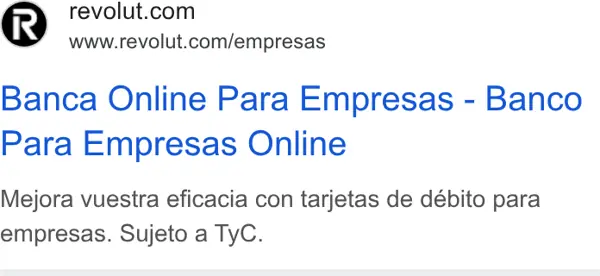 R
revolut.com
www.revolut.com/empresas
Banca Online Para Empresas - Banco
Para Empresas Online
Mejora vuestra eficacia con tarjetas de débito para
empresas. Sujeto a TyC.